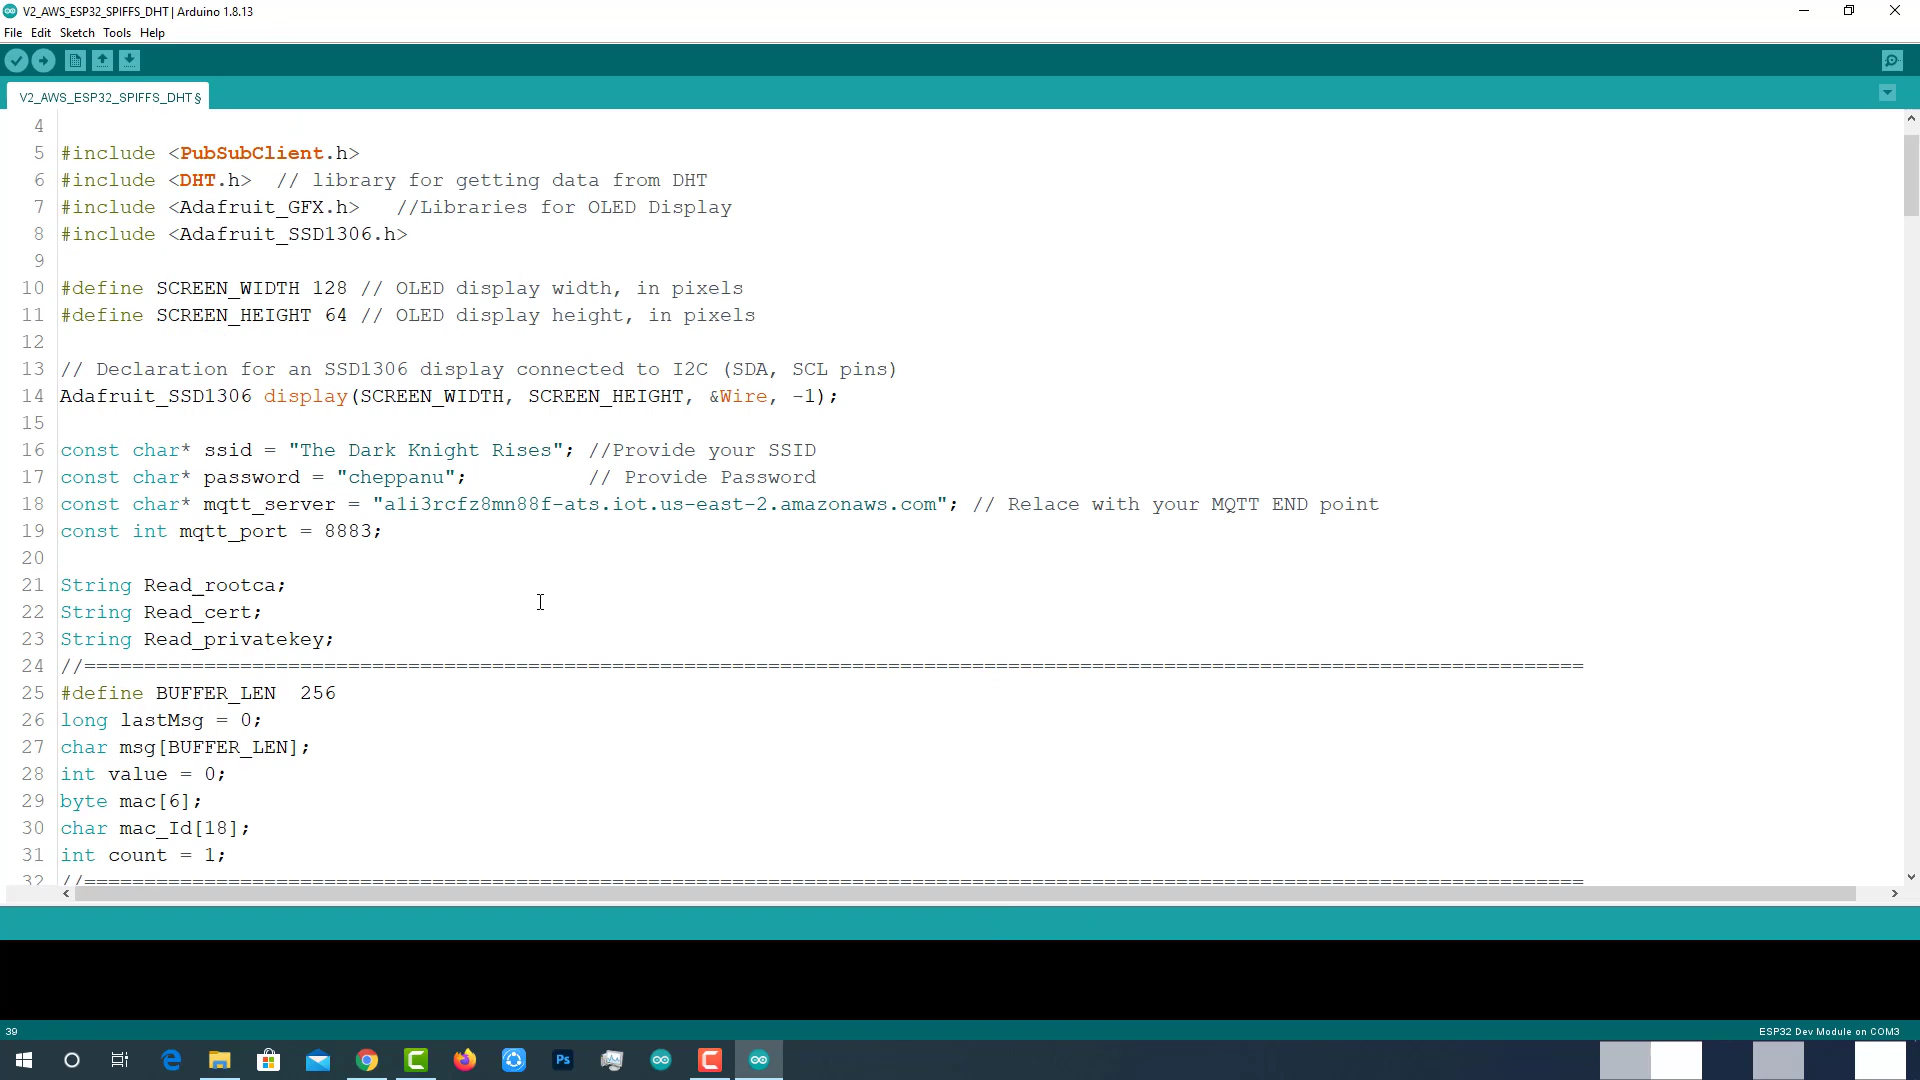 V2_AWS_ESP32_SPIFFS_DHT | Arduino 1.8.13
File Edit Sketch Tools Help
V2_AWS_ESP32_SPIFFS_DHT §
4
5 #include <PubSubClient.h>
6 #include <DHT.h>  // library for getting data from DHT
7 #include <Adafruit_GFX.h>   //Libraries for OLED Display
8 #include <Adafruit_SSD1306.h>
9
10 #define SCREEN_WIDTH 128 // OLED display width, in pixels
11 #define SCREEN_HEIGHT 64 // OLED display height, in pixels
12
13 // Declaration for an SSD1306 display connected to I2C (SDA, SCL pins)
14 Adafruit_SSD1306 display(SCREEN_WIDTH, SCREEN_HEIGHT, &Wire, -1);
15
16 const char* ssid = "The Dark Knight Rises"; //Provide your SSID
17 const char* password = "cheppanu";          // Provide Password
18 const char* mqtt_server = "a1i3rcfz8mn88f-ats.iot.us-east-2.amazonaws.com"; // Relace with your MQTT END point
19 const int mqtt_port = 8883;
20
21 String Read_rootca;
22 String Read_cert;
23 String Read_privatekey;
24 //=============================================================================================================================
25 #define BUFFER_LEN  256
26 long lastMsg = 0;
27 char msg[BUFFER_LEN];
28 int value = 0;
29 byte mac[6];
30 char mac_Id[18];
31 int count = 1;
32 //=============================================================================================================================
39
ESP32 Dev Module on COM3
Ps